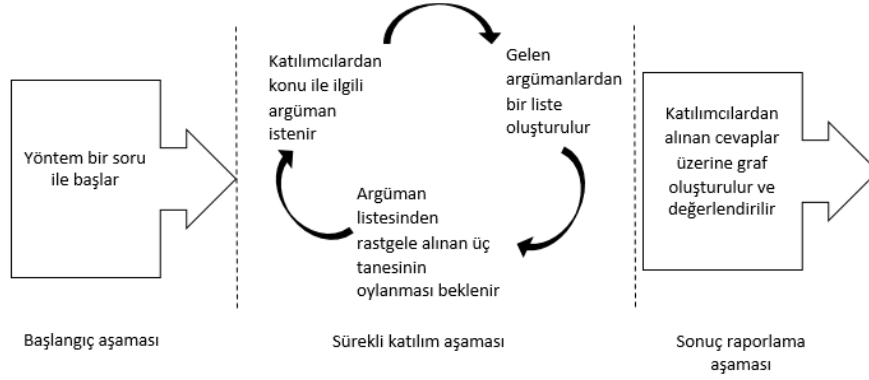 Yöntem bir soru
ile başlar
Başlangıç aşaması
Katılımcılardan
konu ile ilgili
argüman
istenir
Gelen
argümanlardan
bir liste
oluşturulur
Argüman
listesinden
rastgele alınan üç
tanesinin
oylanması beklenir
Sürekli katılım aşaması
Katılımcılardan
alınan cevaplar
üzerine graf
oluşturulur ve
değerlendirilir
Sonuç raporlama
aşaması